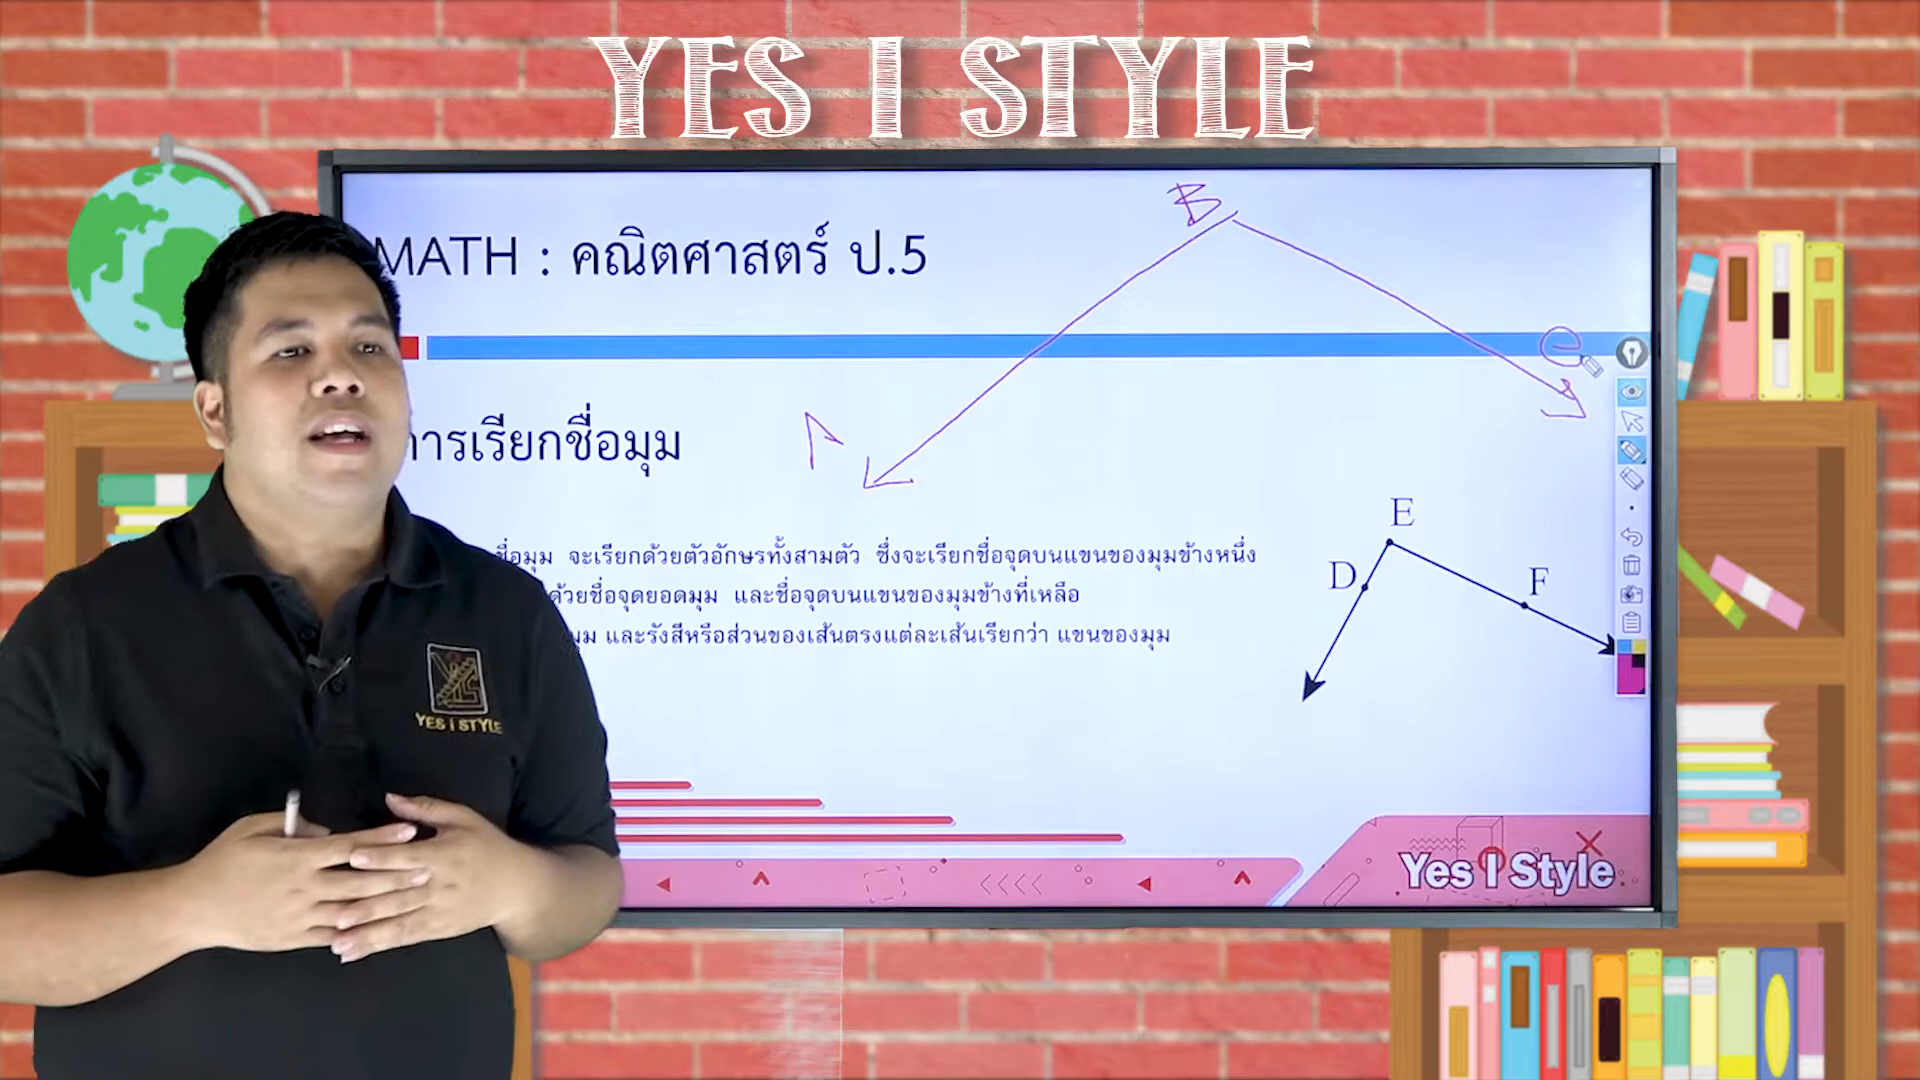 YES I STYLE
MATH : คณิตศาสตร์ ป.5
B
การเรียกชื่อมุม
A
E
D
F
ชื่อมุม จะเรียกด้วยตัวอักษรทั้งสามตัว ซึ่งจะเรียกชื่อจุดบนแขนของมุมข้างหนึ่ง
ด้วยชื่อจุดยอดมุม และชื่อจุดบนแขนของมุมข้างที่เหลือ
มุม และรังสีหรือส่วนของเส้นตรงแต่ละเส้นเรียกว่า แขนของมุม
YES i STYLE
Yes I Style